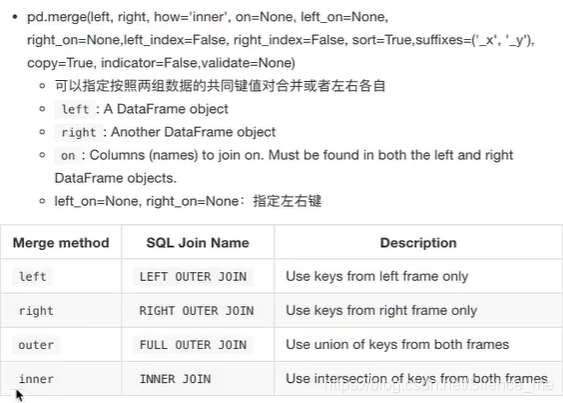 pd.merge(left, right, how='inner', on=None, left_on=None,
right_on=None,left_index=False, right_index=False, sort=True,suffixes=('_x', '_y'),
copy=True, indicator=False,validate=None)
可以指定按照两组数据的共同键值对合并或者左右各自
left : A DataFrame object
right : Another DataFrame object
on : Columns (names) to join on. Must be found in both the left and right
DataFrame objects.
left_on=None, right_on=None：指定左右键
Merge method SQL Join Name Description
left LEFT OUTER JOIN Use keys from left frame only
right RIGHT OUTER JOIN Use keys from right frame only
outer FULL OUTER JOIN Use union of keys from both frames
inner INNER JOIN Use intersection of keys from both frames
https://blog.csdn.net/Silence_me